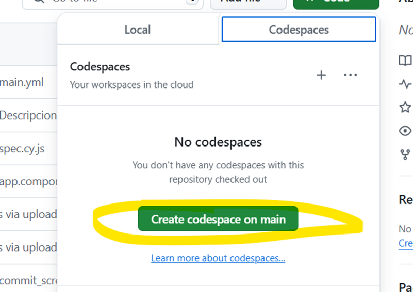 Go to file
Add file
Code
Local
Codespaces
No
main.yml
Codespaces
Your workspaces in the cloud
Descripcion
spec.cy.js
app.compo
No codespaces
You don't have any codespaces with this
repository checked out
s via upload
Create codespace on main
s via upload
Re
No
Cre
Learn more about codespaces...
commit_scre
Pa